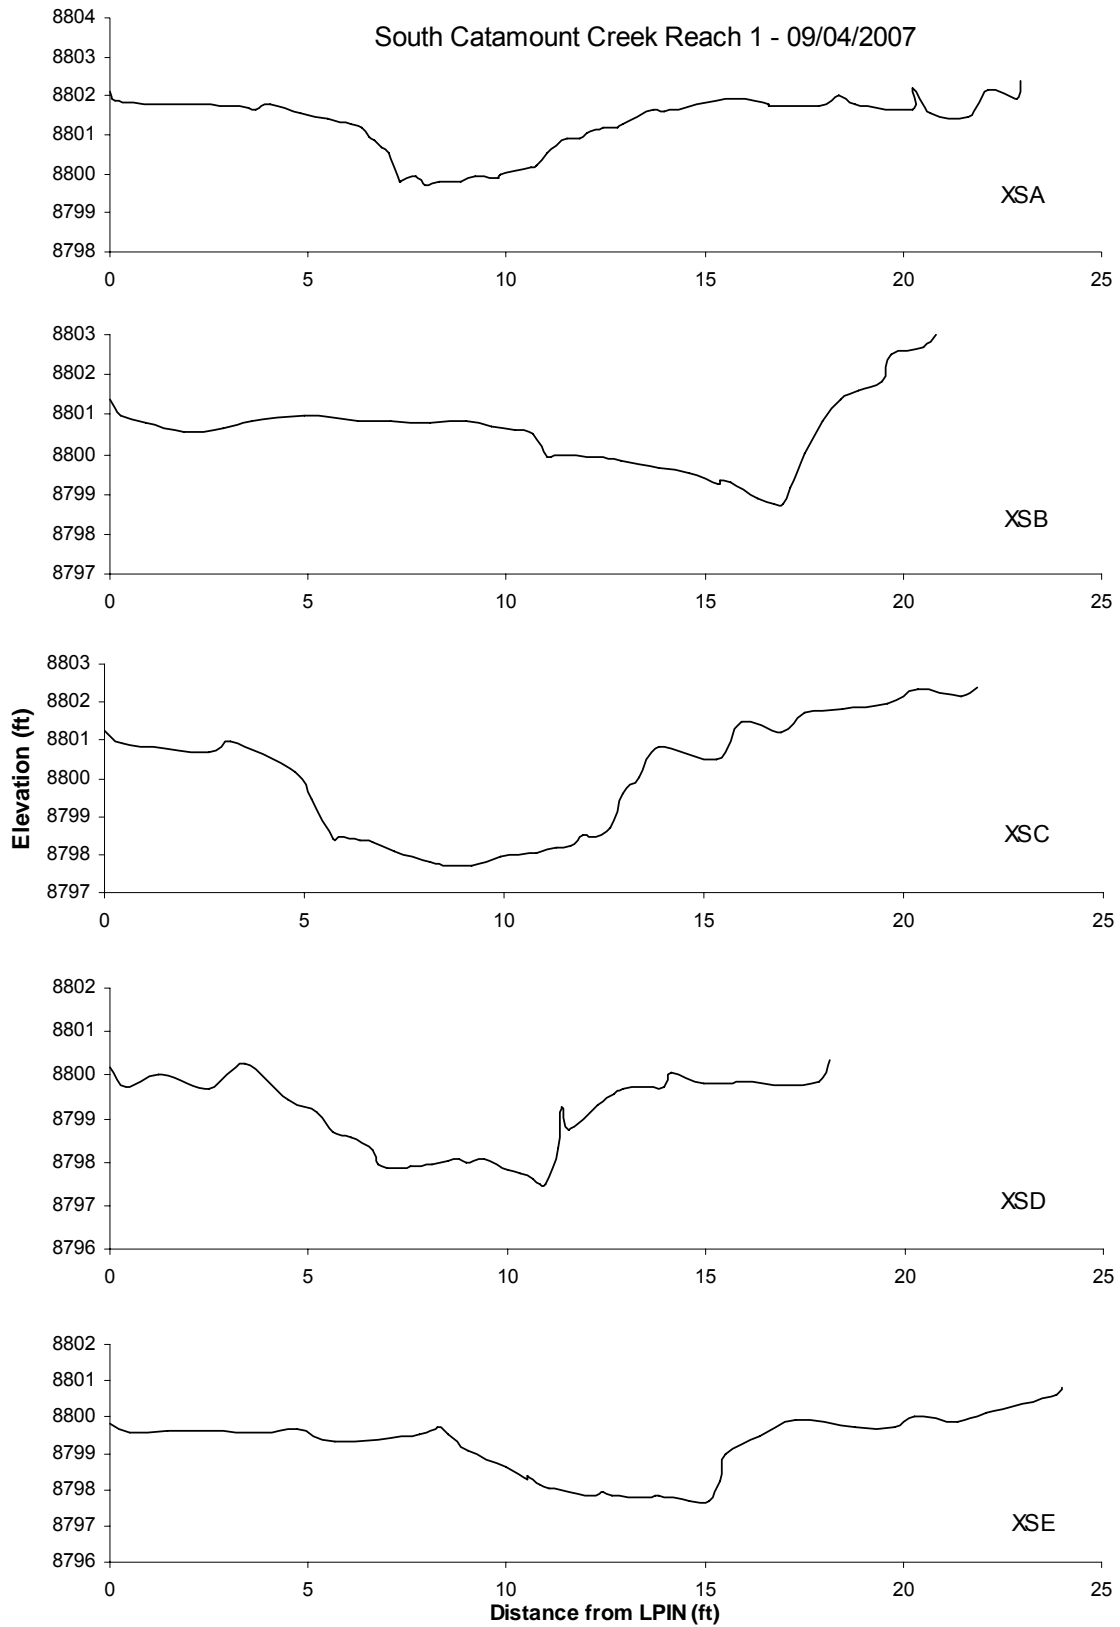 South Catamount Creek Reach 1 - 09/04/2007
8804
8803
8802
8801
8800
8799
8798
XSA
0 5 10 15 20 25
8803
8802
8801
8800
8799
8798
8797
XSB
0 5 10 15 20 25
Elevation (ft)
8803
8802
8801
8800
8799
8798
8797
XSC
0 5 10 15 20 25
8802
8801
8800
8799
8798
8797
8796
XSD
0 5 10 15 20 25
8802
8801
8800
8799
8798
8797
8796
XSE
0 5 10 15 20 25
Distance from LPIN (ft)